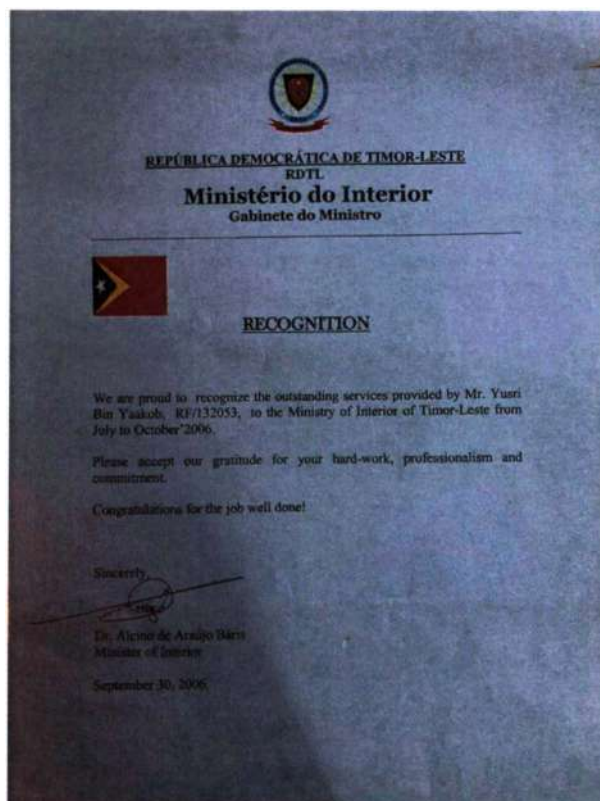 REPÚBLICA DEMOCRÁTICA DE TIMOR-LESTE
RDTL
Ministério do Interior
Gabinete do Ministro
RECOGNITION
We are proud to recognize the outstanding services provided by Mr. Yusri
Bin Yaakob, RF/132053, to the Ministry of Interior of Timor-Leste from
July to October'2006.
Please accept our gratitude for your hard-work, professionalism and
commitment.
Congratulations for the job well done!
Sincerely
Dr. Alcino de Araújo Báris
Minister of Interior
September 30, 2006.